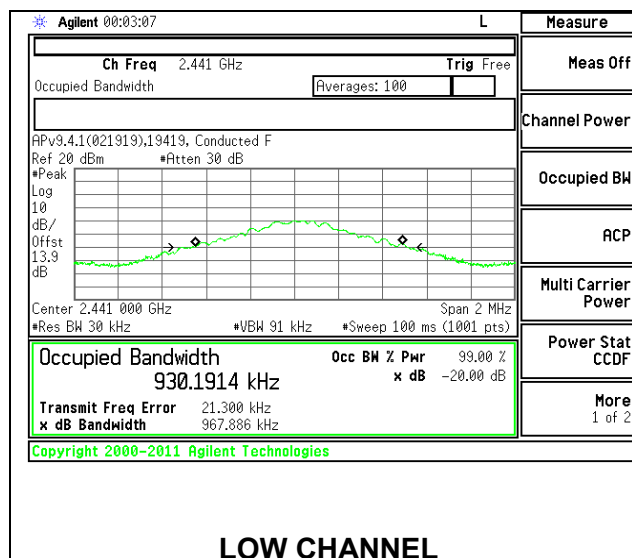 Agilent 00:03:07 L
Measure
Ch Freq 2.441 GHz Trig Free
Occupied Bandwidth Averages: 100
APv9.4.1(021919),19419, Conducted F
Ref 20 dBm #Atten 30 dB
#Peak
Log
10
dB/
Offst
13.9
dB
Center 2.441 000 GHz Span 2 MHz
#Res BW 30 kHz #VBW 91 kHz #Sweep 100 ms (1001 pts)
Occupied Bandwidth Occ BW % Pwr 99.00 %
930.1914 kHz x dB -20.00 dB
Transmit Freq Error 21.300 kHz
x dB Bandwidth 967.886 kHz
Copyright 2000-2011 Agilent Technologies
Meas Off
Channel Power
Occupied BW
ACP
Multi Carrier
Power
Power Stat
CCDF
More
1 of 2
LOW CHANNEL